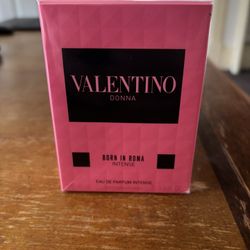 VALENTINO
DONNA
BORN IN ROMA
INTENSE
EAU DE PARFUM INTENSE